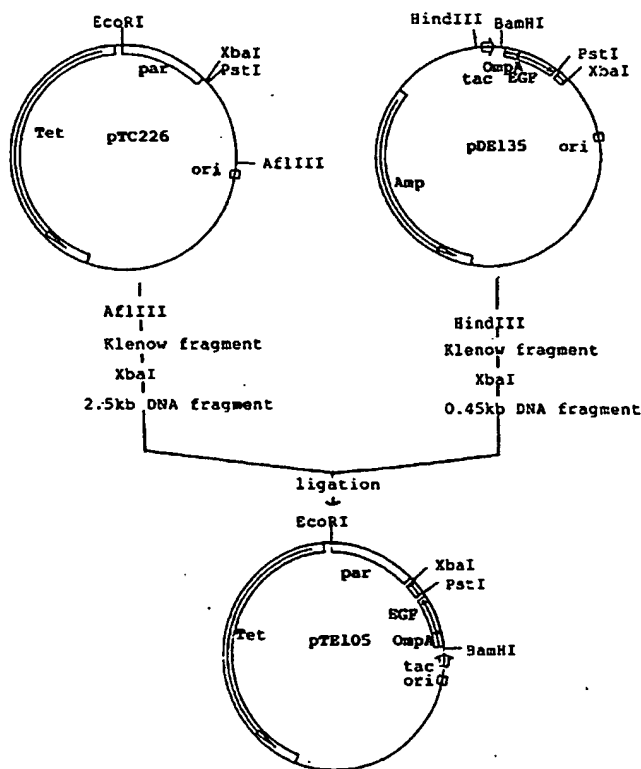 EcoRI
XbaI
PstI
par
Tet
pTC226
ori
AflIII
HindIII
BamHI
PstI
XbaI
OmpA
tac EGF
pDE135
ori
Amp
AflIII
Klenow fragment
XbaI
2.5kb DNA fragment
HindIII
Klenow fragment
XbaI
0.45kb DNA fragment
ligation
EcoRI
XbaI
PstI
par
EGF
Tet
pTE105
OmpA
BamHI
tac
ori